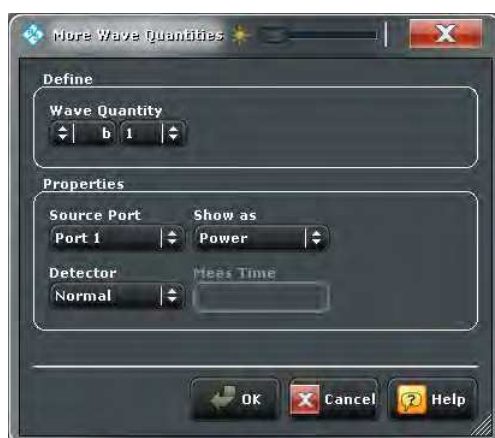 More Wave Quantities
Define
Wave Quantity
b 1
Properties
Source Port Show as
Port 1 Power
Detector Meas Time
Normal
OK Cancel Help